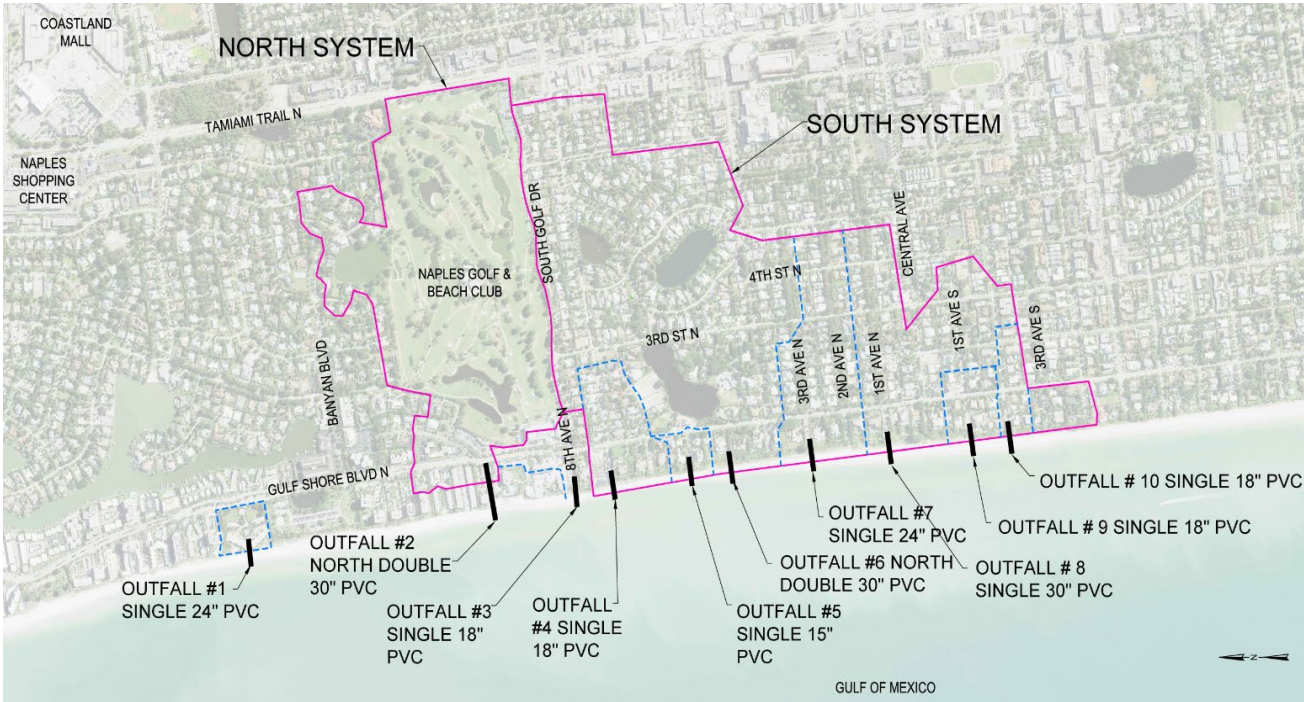 COASTLAND
MALL
NORTH SYSTEM
TAMIAMI TRAIL N
SOUTH SYSTEM
NAPLES
SHOPPING
CENTER
SOUTH GOLF DR
CENTRAL AVE
NAPLES GOLF &
BEACH CLUB
4TH ST N
3RD ST N
BANYAN BLVD
3RD AVE N
2ND AVE N
1ST AVE N
1ST AVE S
3RD AVE S
8TH AVE N
GULF SHORE BLVD N
OUTFALL #1
SINGLE 24" PVC
OUTFALL #2
NORTH DOUBLE
30" PVC
OUTFALL #3
SINGLE 18"
PVC
OUTFALL
#4 SINGLE
18" PVC
OUTFALL #5
SINGLE 15"
PVC
OUTFALL #6 NORTH
DOUBLE 30" PVC
OUTFALL #7
SINGLE 24" PVC
OUTFALL # 8
SINGLE 30" PVC
OUTFALL # 9 SINGLE 18" PVC
OUTFALL # 10 SINGLE 18" PVC
N
GULF OF MEXICO